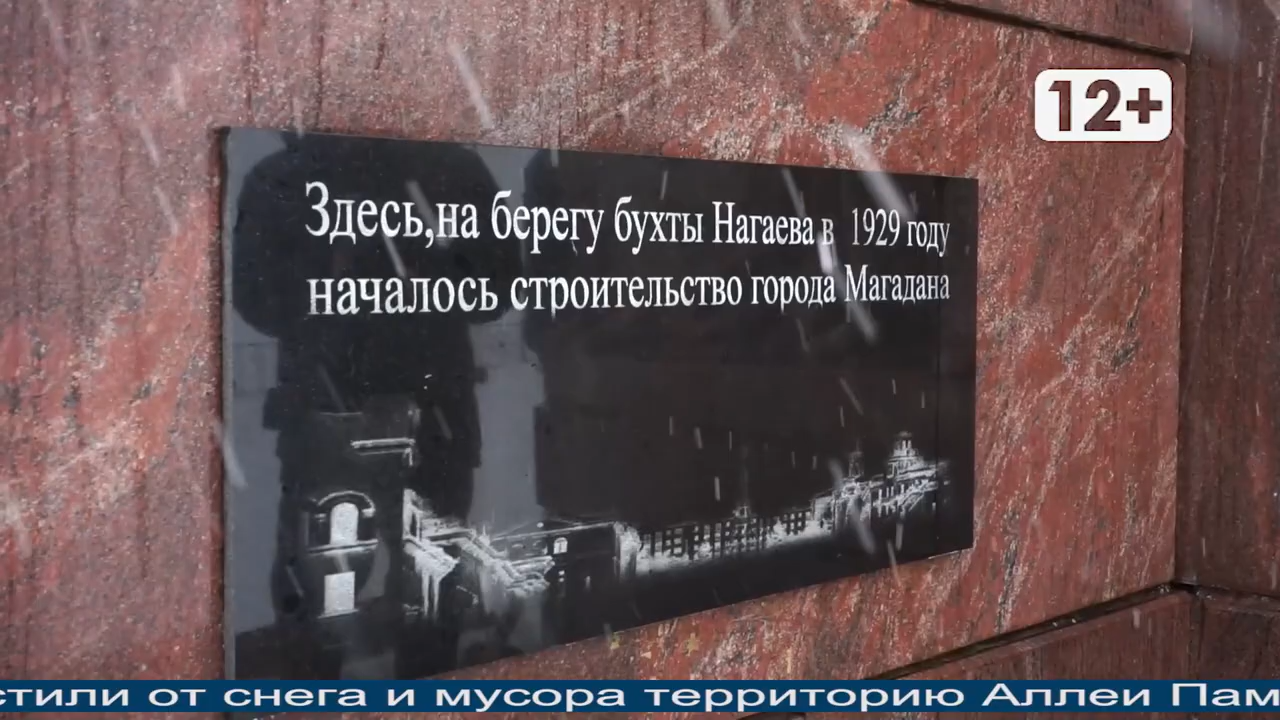 12+
Здесь,на берегу бухты Нагаева в 1929 году
началось строительство города Магадана
стили от снега и мусора территорию Аллеи Пам